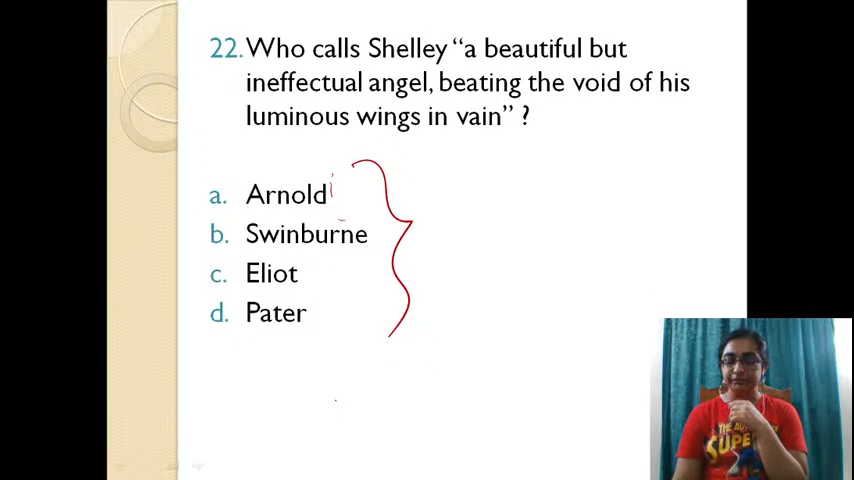 22. Who calls Shelley “a beautiful but
ineffectual angel, beating the void of his
luminous wings in vain” ?
a. Arnold
b. Swinburne
c. Eliot
d. Pater
SUPE